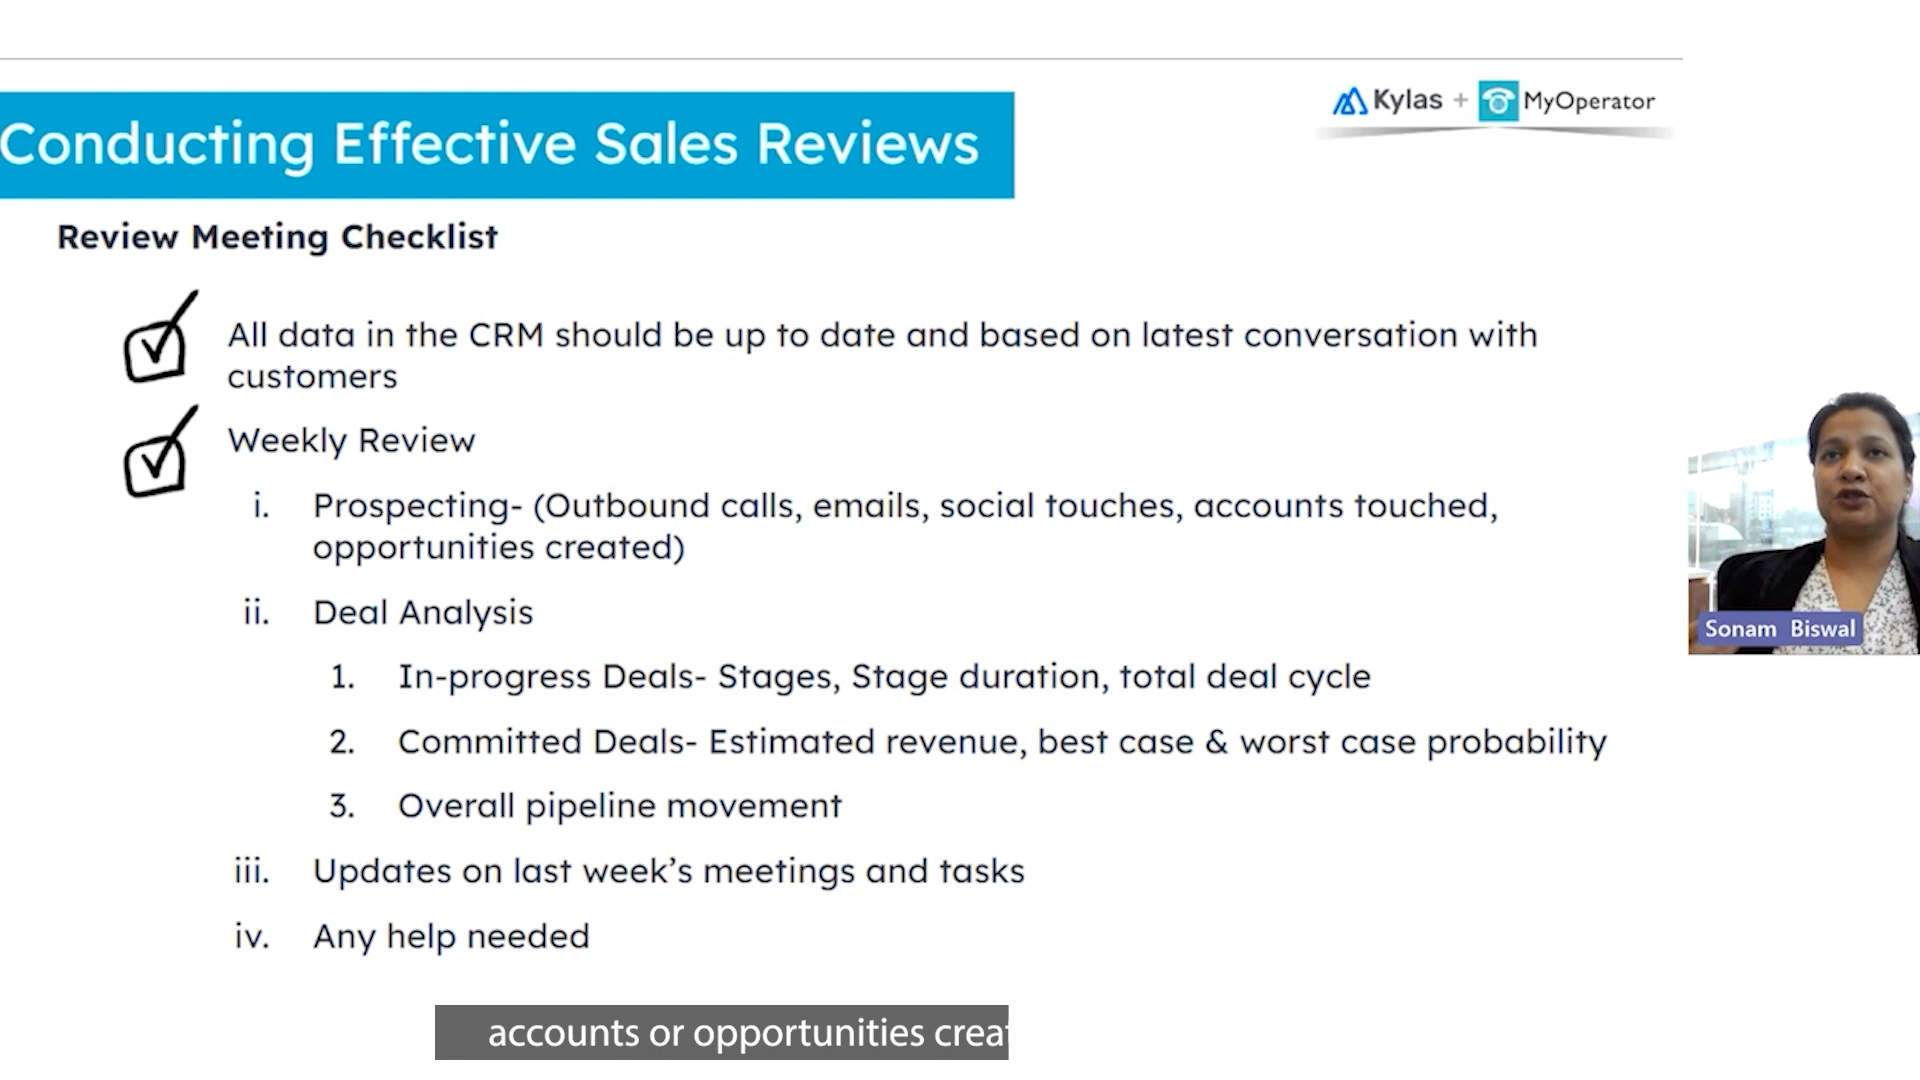 Kylas + MyOperator
Conducting Effective Sales Reviews
Review Meeting Checklist
All data in the CRM should be up to date and based on latest conversation with
customers
Weekly Review
i. Prospecting- (Outbound calls, emails, social touches, accounts touched,
opportunities created)
ii. Deal Analysis
1. In-progress Deals- Stages, Stage duration, total deal cycle
2. Committed Deals- Estimated revenue, best case & worst case probability
3. Overall pipeline movement
iii. Updates on last week’s meetings and tasks
iv. Any help needed
Sonam Biswal
accounts or opportunities creat